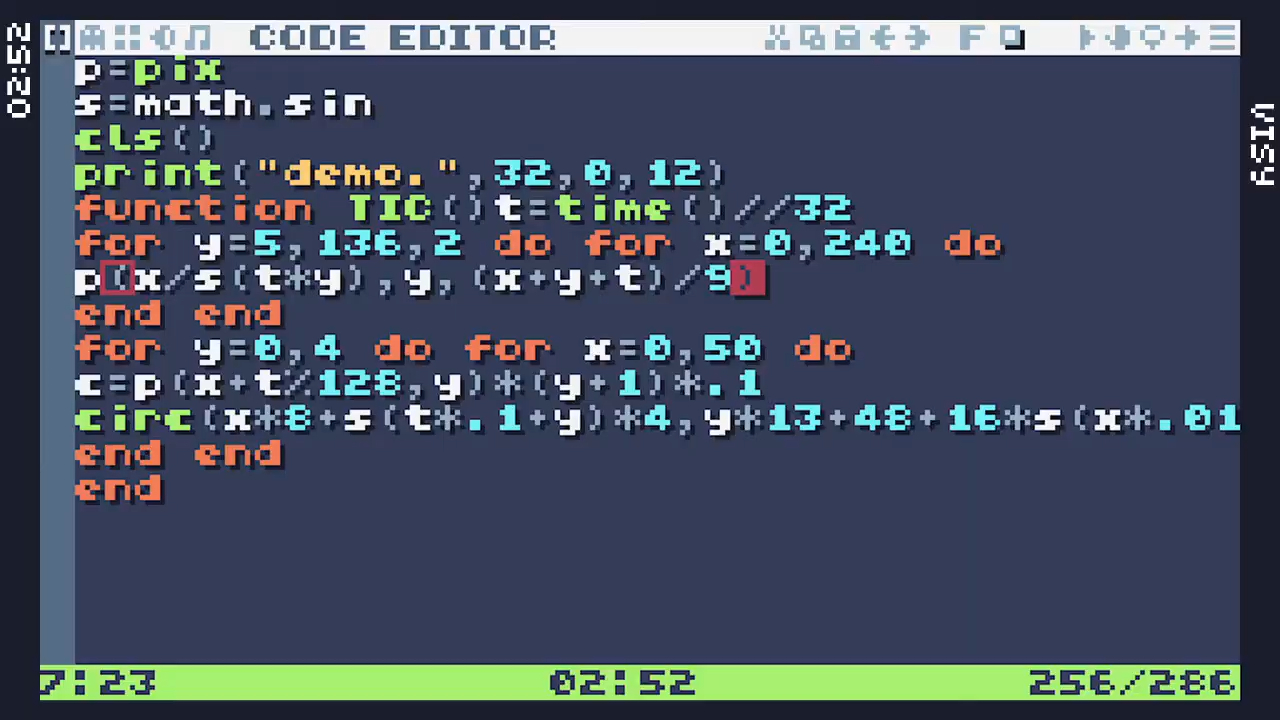 02:52
CODE EDITOR
F
p=pix
s=math.sin
cls()
print("demo.",32,0,12)
function TIC()t=time()//32
for y=5,136,2 do for x=0,240 do
p(x/s(t*y),y,(x+y+t)/9)
end end
for y=0,4 do for x=0,50 do
c=p(x+t%128,y)*(y+1)*.1
circ(x*8+s(t*.1+y)*4,y*13+48+16*s(x*.01
end end
end
7:23 02:52 256/286
V159